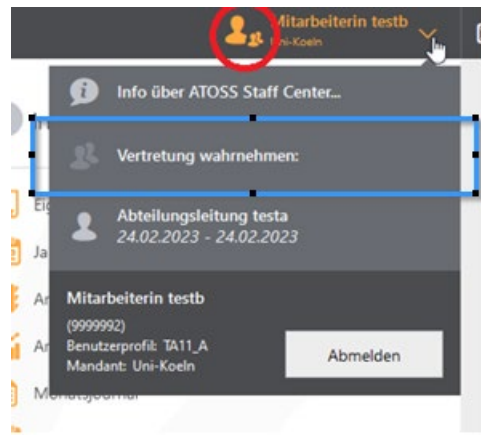 Mitarbeiterin testb
Uni-Koeln
Info über ATOSS Staff Center...
Vertretung wahrnehmen:
Abteilungsleitung testa
24.02.2023 - 24.02.2023
Mitarbeiterin testb
(9999992)
Benutzerprofil: TA11_A
Mandant: Uni-Koeln
Abmelden
Ja